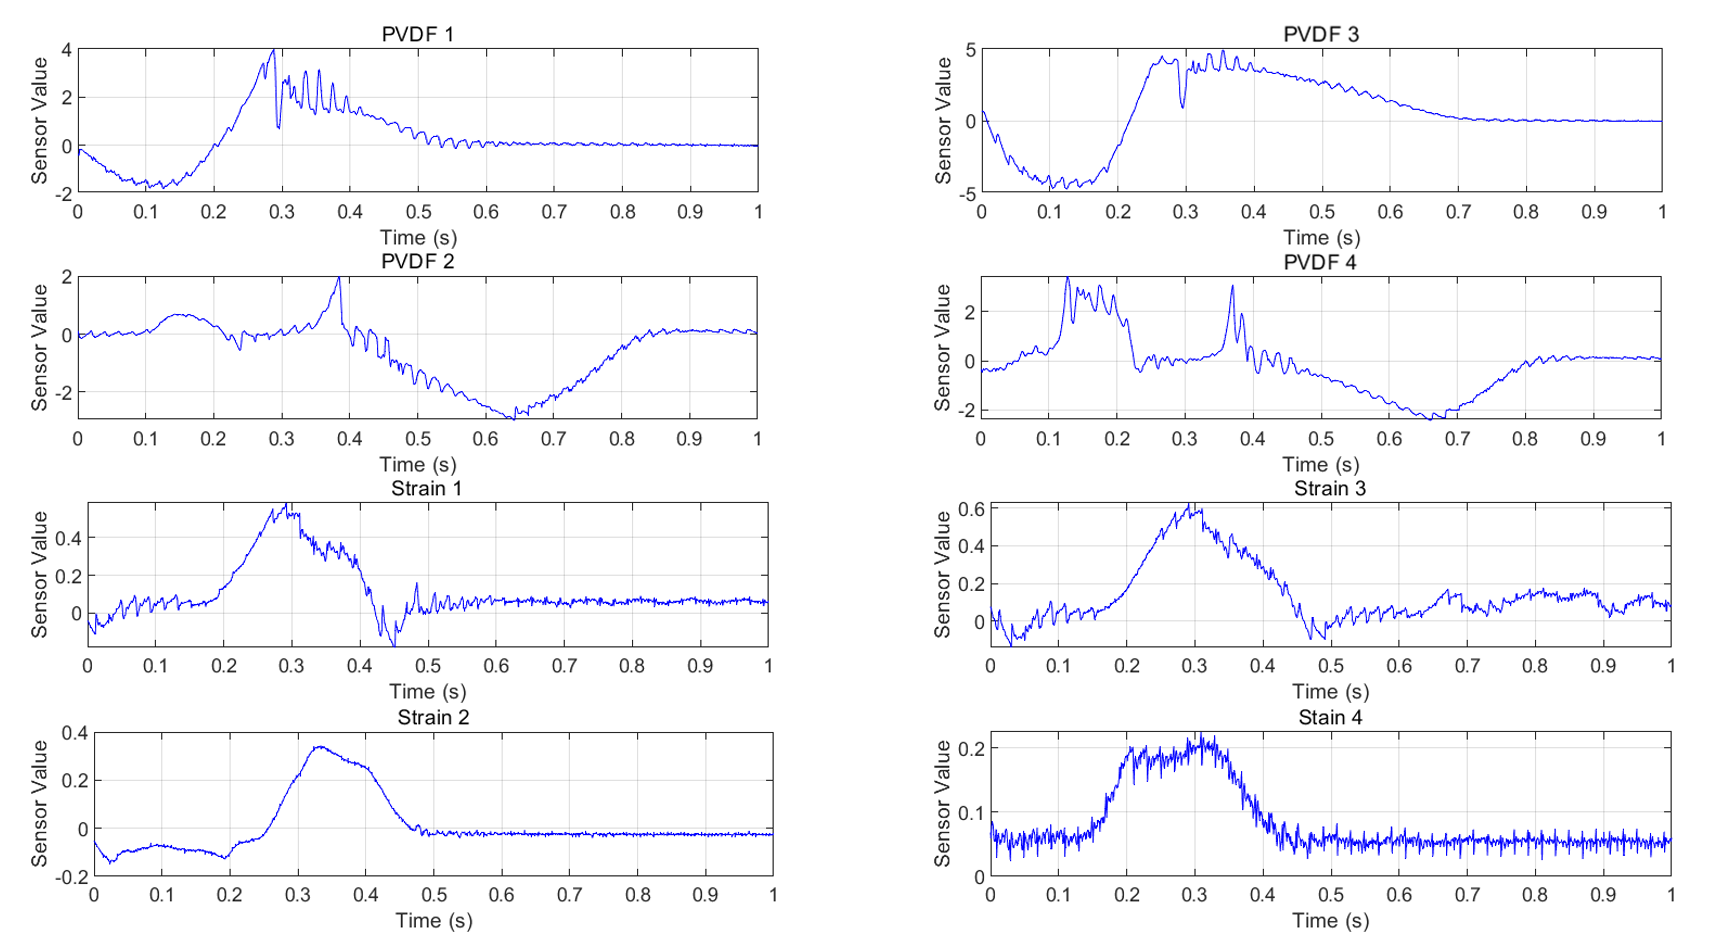 PVDF 1
Sensor Value
4
2
0
-2
0 0.1 0.2 0.3 0.4 0.5 0.6 0.7 0.8 0.9 1
Time (s)
PVDF 3
Sensor Value
5
0
-5
0 0.1 0.2 0.3 0.4 0.5 0.6 0.7 0.8 0.9 1
Time (s)
PVDF 2
Sensor Value
2
0
-2
0 0.1 0.2 0.3 0.4 0.5 0.6 0.7 0.8 0.9 1
Time (s)
PVDF 4
Sensor Value
2
0
-2
0 0.1 0.2 0.3 0.4 0.5 0.6 0.7 0.8 0.9 1
Time (s)
Strain 1
Sensor Value
0.4
0.2
0
0 0.1 0.2 0.3 0.4 0.5 0.6 0.7 0.8 0.9 1
Time (s)
Strain 3
Sensor Value
0.6
0.4
0.2
0
0 0.1 0.2 0.3 0.4 0.5 0.6 0.7 0.8 0.9 1
Time (s)
Strain 2
Sensor Value
0.4
0.2
0
-0.2
0 0.1 0.2 0.3 0.4 0.5 0.6 0.7 0.8 0.9 1
Time (s)
Stain 4
Sensor Value
0.2
0.1
0
0 0.1 0.2 0.3 0.4 0.5 0.6 0.7 0.8 0.9 1
Time (s)